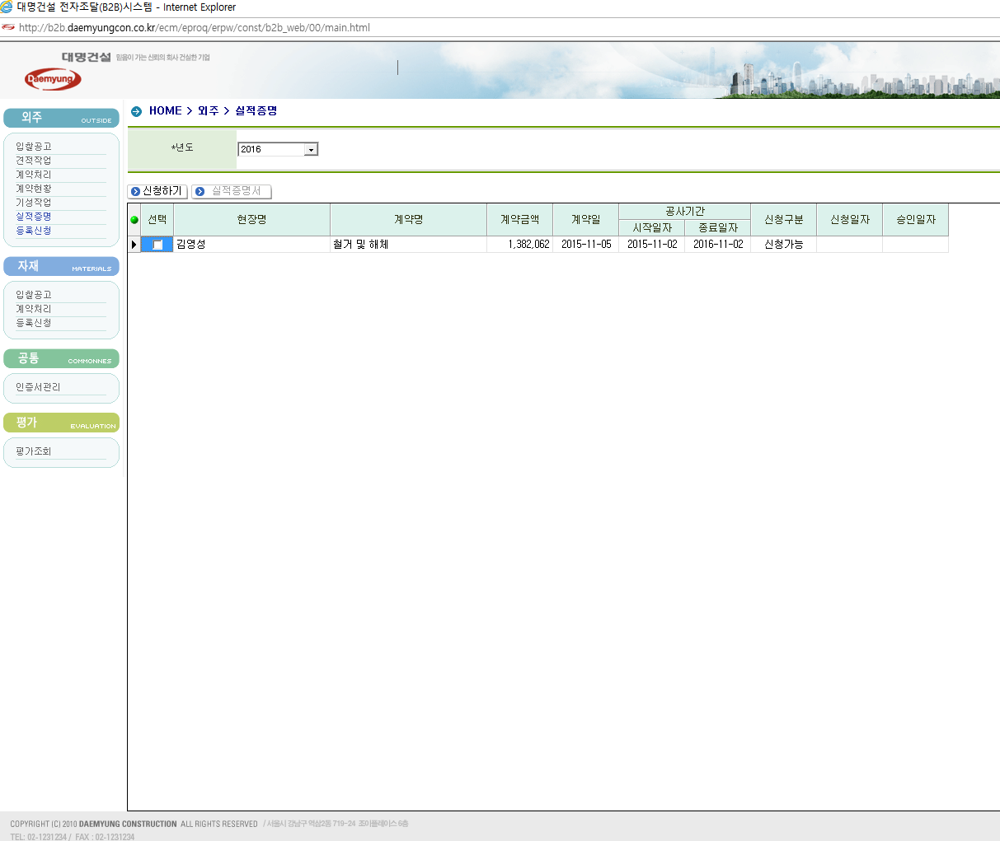 대명건설 전자조달(B2B)시스템 - Internet Explorer
http://b2b.daemyungcon.co.kr/ecm/eproq/erpw/const/b2b_web/00/main.html
대명건설 믿음이 가는 신뢰의 회사 건실한 기업
Daemyung
외주 OUTSIDE
입찰공고
견적작업
계약처리
계약현황
기성작업
실적증명
등록신청
자재 MATERIALS
입찰공고
계약처리
등록신청
공통 COMMONNES
인증서관리
평가 EVALUATION
평가조회
HOME > 외주 > 실적증명
*년도 2016
신청하기 실적증명서
선택 현장명 계약명 계약금액 계약일 공사기간 신청구분 신청일자 승인일자
시작일자 종료일자
김영성 철거 및 해체 1,382,062 2015-11-05 2015-11-02 2016-11-02 신청가능
COPYRIGHT (C) 2010 DAEMYUNG CONSTRUCTION ALL RIGHTS RESERVED / 서울시 강남구 역삼2동 719-24 조이플레이스 6층
TEL: 02-1231234 / FAX : 02-1231234